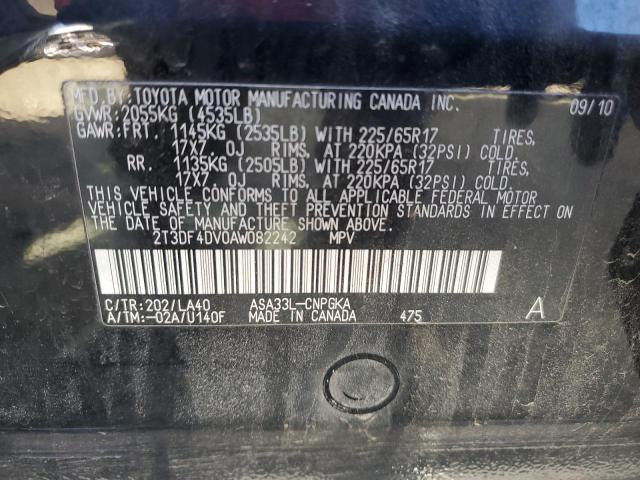 MFD. BY: TOYOTA MOTOR MANUFACTURING CANADA INC. 09/10
GVWR: 2055KG (4535LB)
GAWR: FRT. 1145KG (2535LB) WITH 225/65R17 TIRES,
17X7 0J RIMS, AT 220KPA (32PSI) COLD.
RR. 1135KG (2505LB) WITH 225/65R17 TIRES,
17X7 0J RIMS, AT 220KPA (32PSI) COLD.
THIS VEHICLE CONFORMS TO ALL APPLICABLE FEDERAL MOTOR
VEHICLE SAFETY AND THEFT PREVENTION STANDARDS IN EFFECT ON
THE DATE OF MANUFACTURE SHOWN ABOVE.
2T3DF4DV0AW082242 MPV
C/TR: 202/LA40 ASA33L-CNPGKA
A/TM: -02A/U140F MADE IN CANADA 475 A